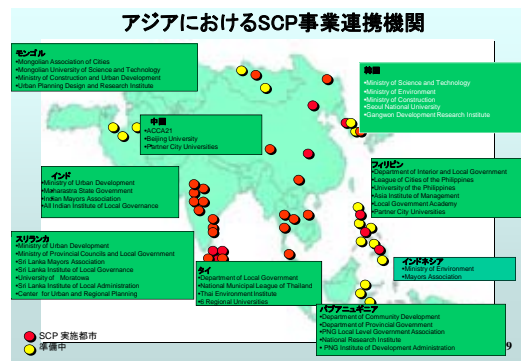 アジアにおけるSCP事業連携機関
モンゴル
•Mongolian Association of Cities
•Mongolian University of Science and Technology
•Ministry of Construction and Urban Development
•Urban Planning Design and Research Institute
韓国
•Ministry of Science and Technology
•Ministry of Environment
•Ministry of Construction
•Seoul National University
•Gangwon Development Research Institute
中国
•ACCA21
•Beijing University
•Partner City Universities
インド
•Ministry of Urban Development
•Maharastra State Government
•Indian Mayors Association
•All Indian Institute of Local Governance
フィリピン
•Department of Interior and Local Government
•League of Cities of the Philippines
•University of the Philippines
•Asia Institute of Management
•Local Government Academy
•Partner City Universities
スリランカ
•Ministry of Urban Development
•Ministry of Provincial Councils and Local Government
•Sri Lanka Mayors Association
•Sri Lanka Institute of Local Governance
•University of Moratowa
•Sri Lanka Institute of Local Administration
•Center for Urban and Regional Planning
タイ
•Department of Local Government
•National Municipal League of Thailand
•Thai Environment Institute
•6 Regional Universities
インドネシア
•Ministry of Environment
•Mayors Association
パプアニューギニア
•Department of Community Development
•Department of Provincial Government
•PNG Local Level Government Association
•National Research Institute
•PNG Institute of Development Administration
SCP 実施都市
準備中
9